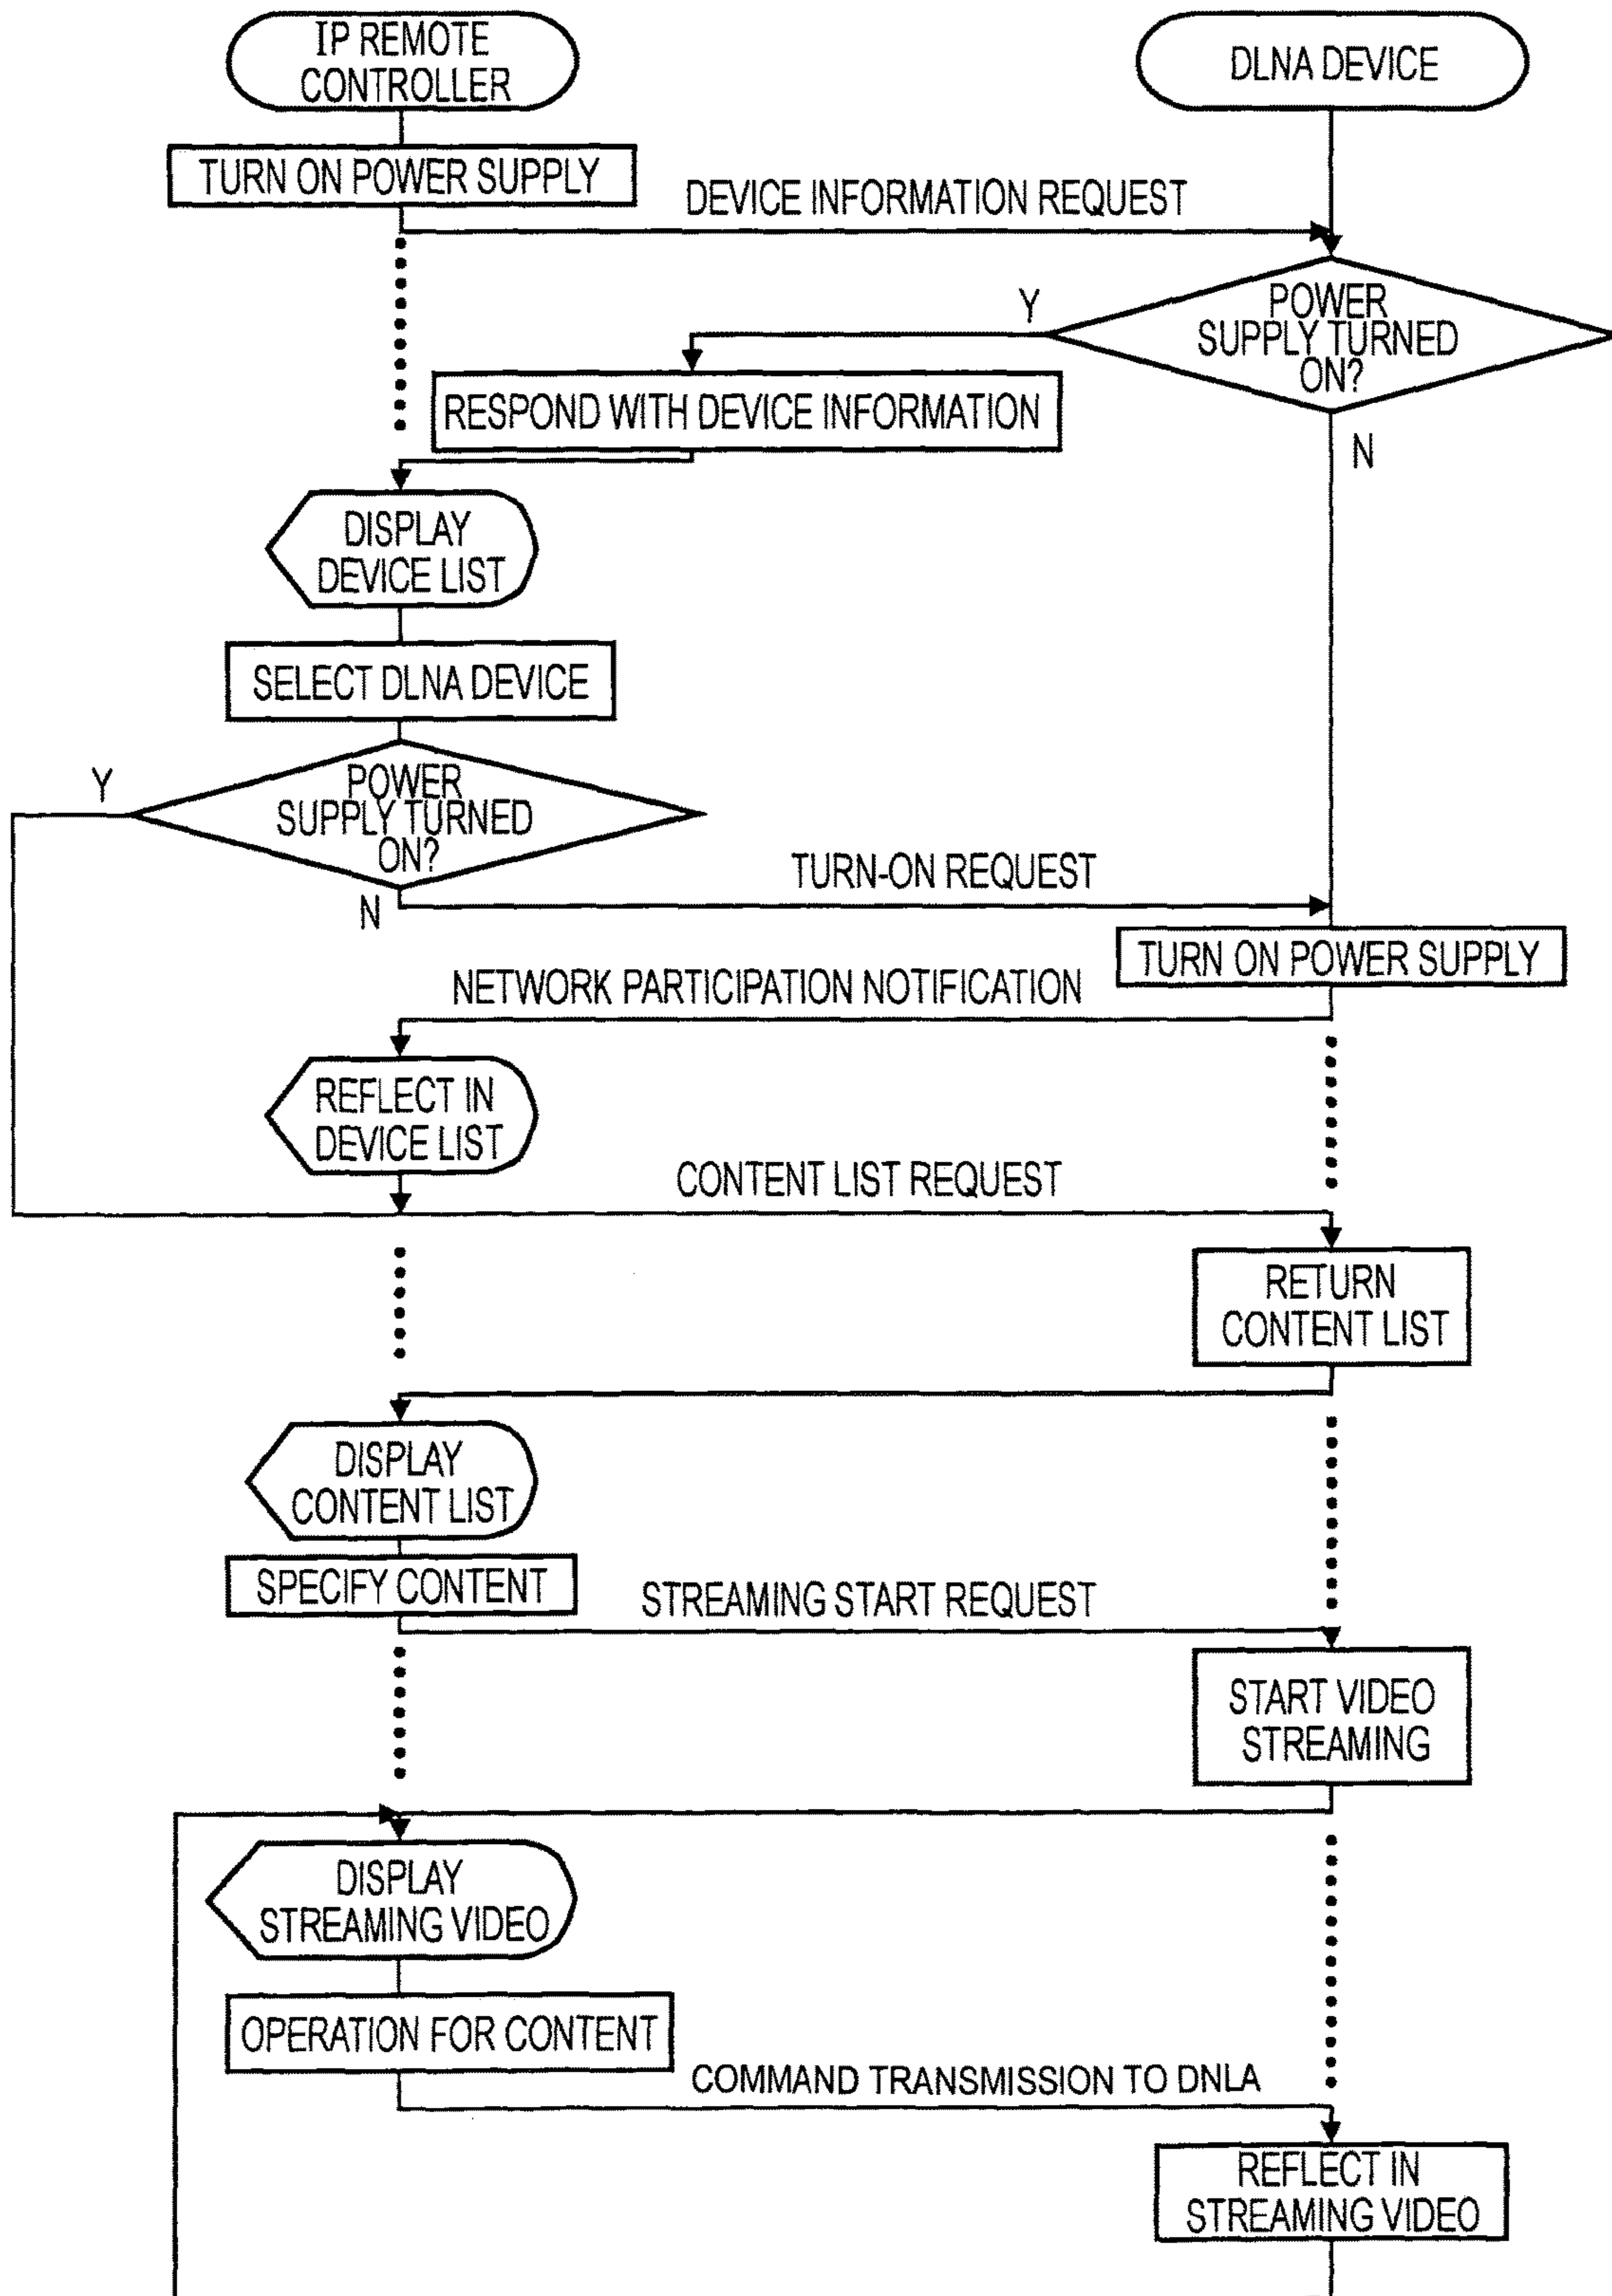 IP REMOTE
CONTROLLER
DLNA DEVICE
TURN ON POWER SUPPLY
DEVICE INFORMATION REQUEST
POWER
SUPPLY TURNED
ON?
Y
N
RESPOND WITH DEVICE INFORMATION
DISPLAY
DEVICE LIST
SELECT DLNA DEVICE
POWER
SUPPLY TURNED
ON?
Y
N
TURN-ON REQUEST
TURN ON POWER SUPPLY
NETWORK PARTICIPATION NOTIFICATION
REFLECT IN
DEVICE LIST
CONTENT LIST REQUEST
RETURN
CONTENT LIST
DISPLAY
CONTENT LIST
SPECIFY CONTENT
STREAMING START REQUEST
START VIDEO
STREAMING
DISPLAY
STREAMING VIDEO
OPERATION FOR CONTENT
COMMAND TRANSMISSION TO DNLA
REFLECT IN
STREAMING VIDEO